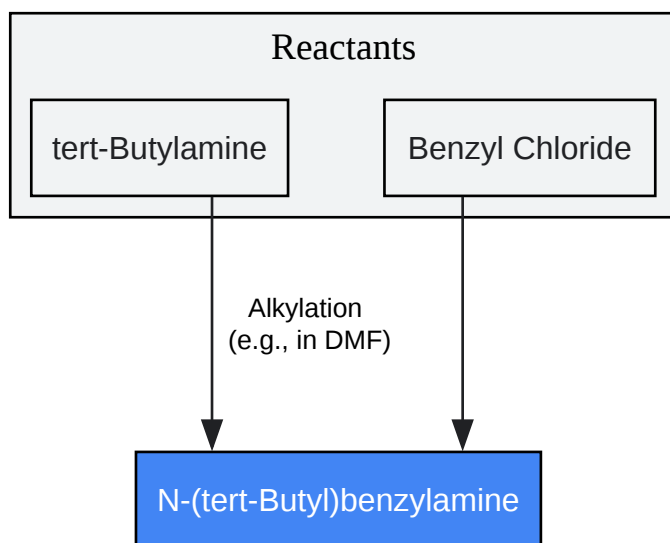 Reactants
tert-Butylamine
Benzyl Chloride
Alkylation
(e.g., in DMF)
N-(tert-Butyl)benzylamine